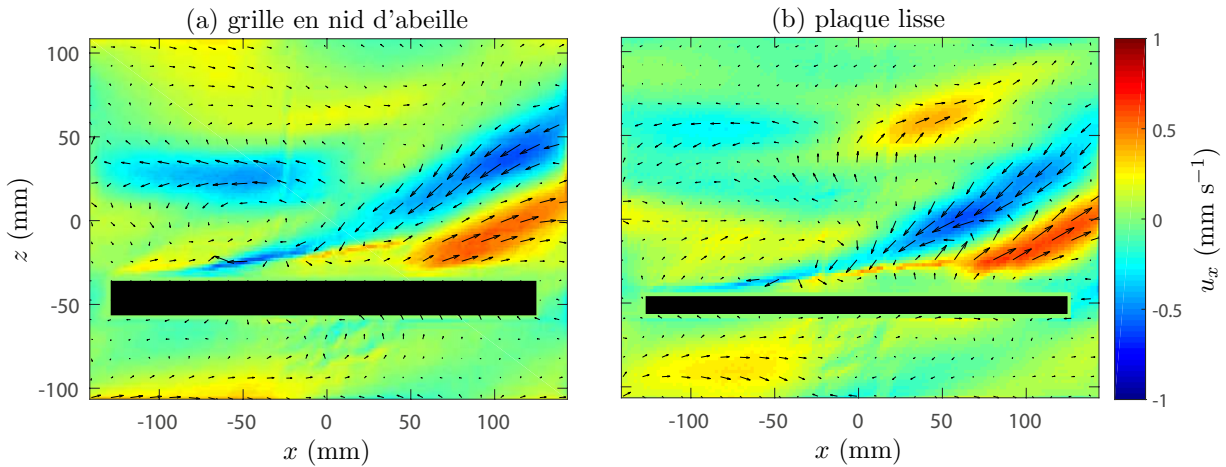 (a) grille en nid d'abeille
(b) plaque lisse
100
50
0
-50
-100
z (mm)
-100 -50 0 50 100
x (mm)
-100 -50 0 50 100
x (mm)
1
0.5
0
-0.5
-1
u_x (mm s⁻¹)